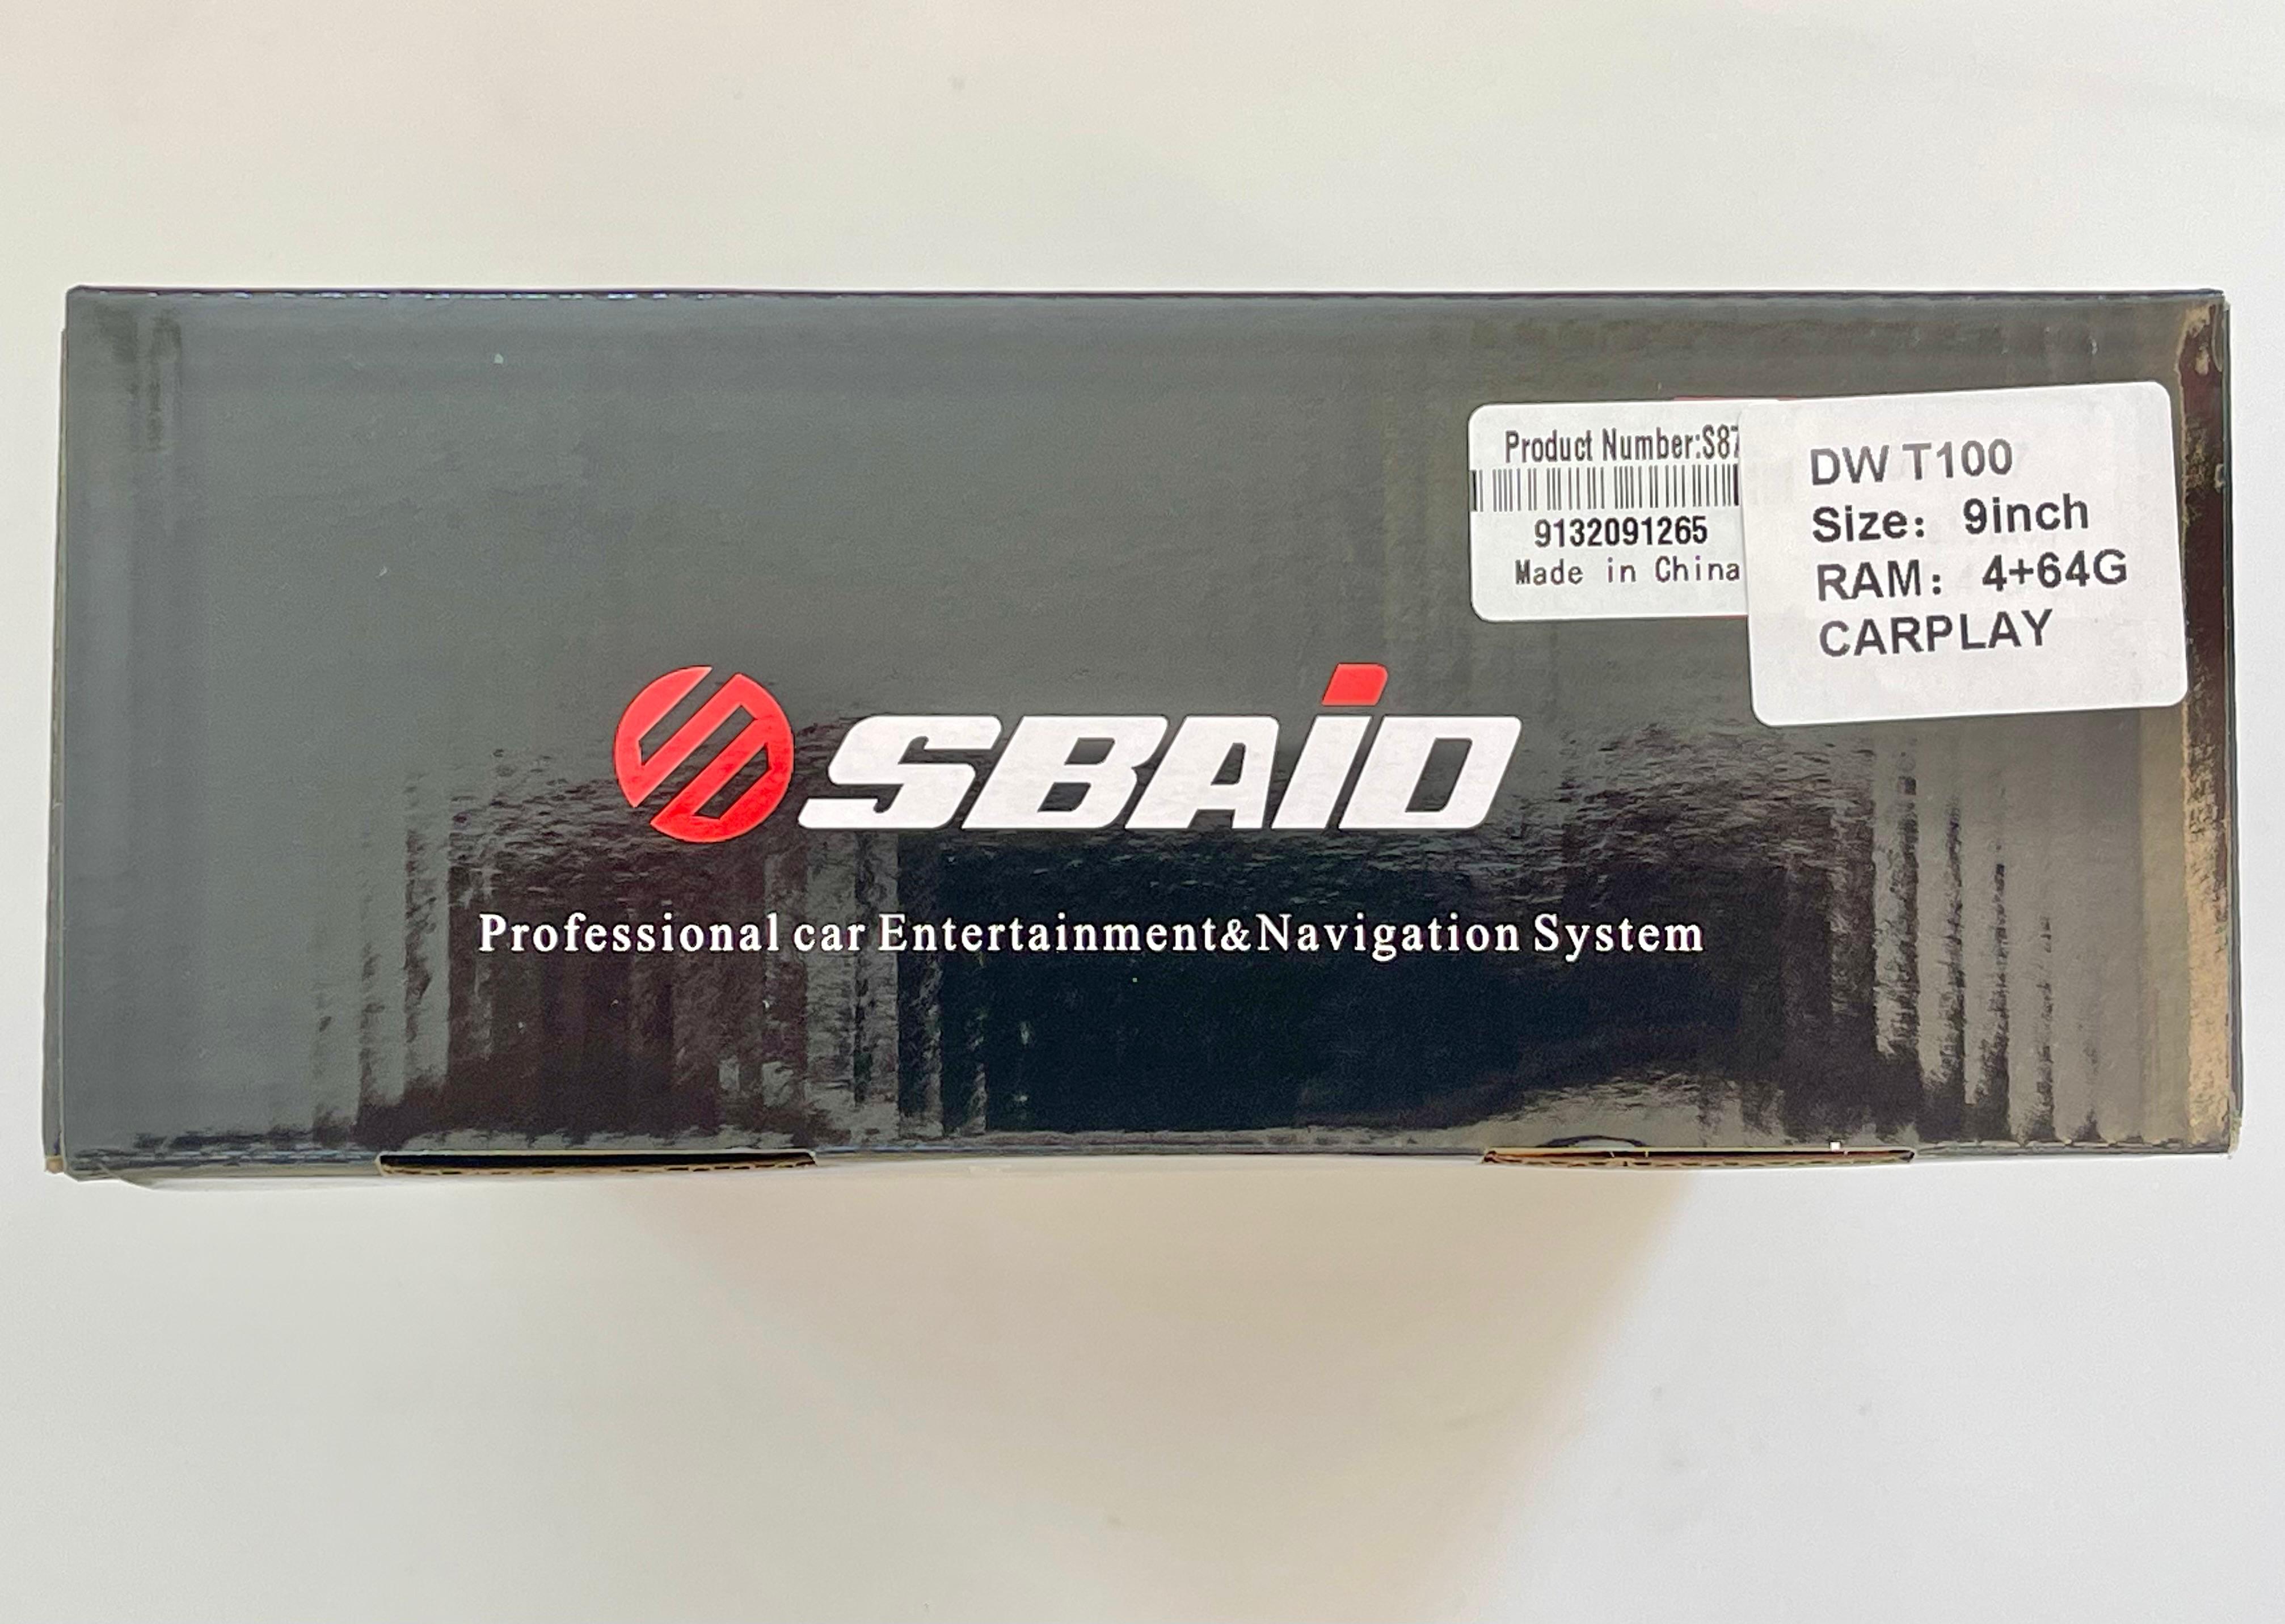 Product Number:S87
9132091265
Made in China
DW T100
Size: 9inch
RAM: 4+64G
CARPLAY
SBAiD
Professional car Entertainment&Navigation System